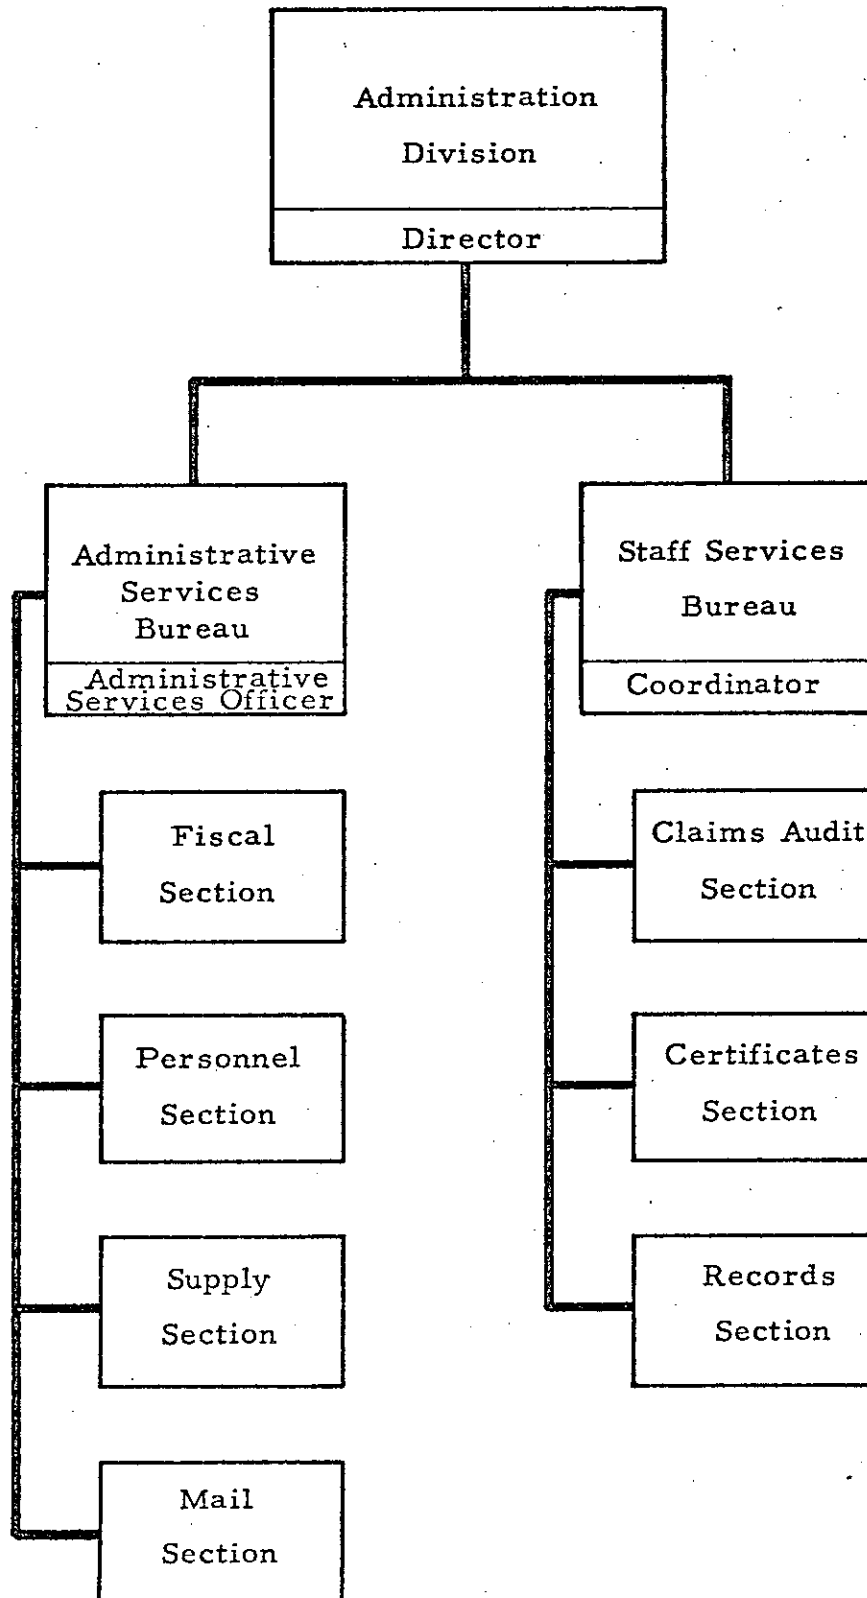 Administration
Division
Director
Administrative
Services
Bureau
Administrative
Services Officer
Fiscal
Section
Personnel
Section
Supply
Section
Mail
Section
Staff Services
Bureau
Coordinator
Claims Audit
Section
Certificates
Section
Records
Section